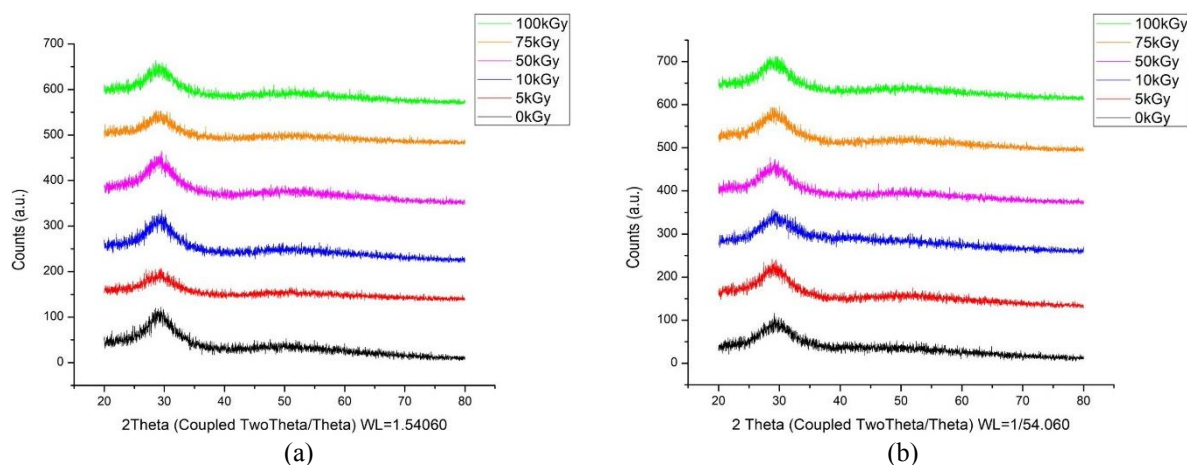 100kGy
75kGy
50kGy
10kGy
5kGy
0kGy
700
600
500
400
300
200
100
0
Counts (a.u.)
20 30 40 50 60 70 80
2Theta (Coupled TwoTheta/Theta) WL=1.54060
(a)
100kGy
75kGy
50kGy
10kGy
5kGy
0kGy
700
600
500
400
300
200
100
0
Counts (a.u.)
20 30 40 50 60 70 80
2 Theta (Coupled TwoTheta/Theta) WL=1/54.060
(b)